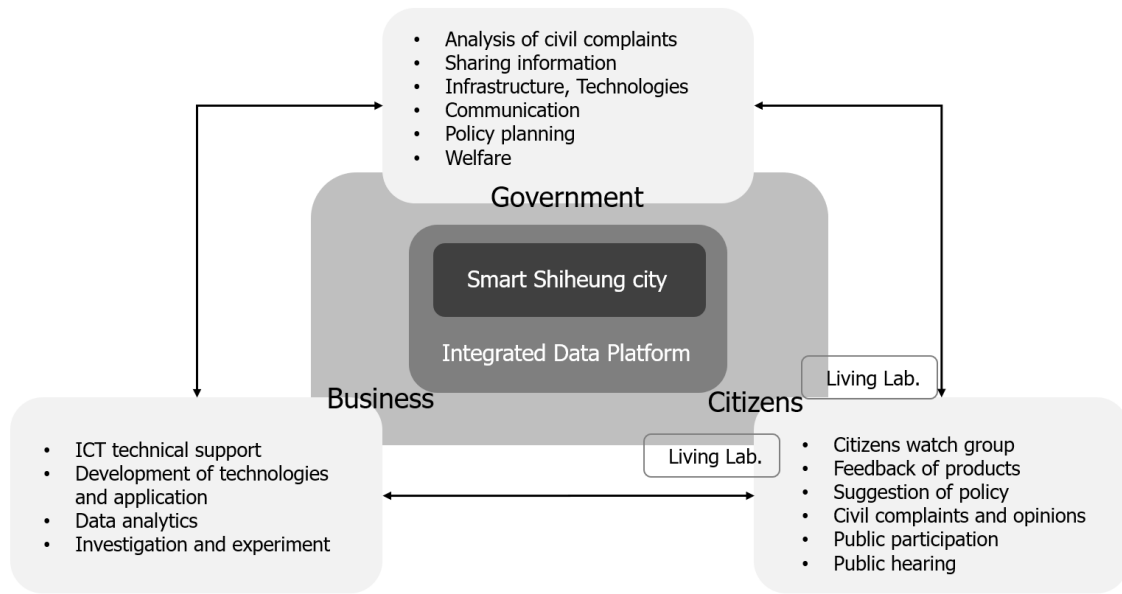 • Analysis of civil complaints
• Sharing information
• Infrastructure, Technologies
• Communication
• Policy planning
• Welfare
Government
Smart Shiheung city
Integrated Data Platform
Living Lab.
Business
Citizens
Living Lab.
• ICT technical support
• Development of technologies
and application
• Data analytics
• Investigation and experiment
• Citizens watch group
• Feedback of products
• Suggestion of policy
• Civil complaints and opinions
• Public participation
• Public hearing